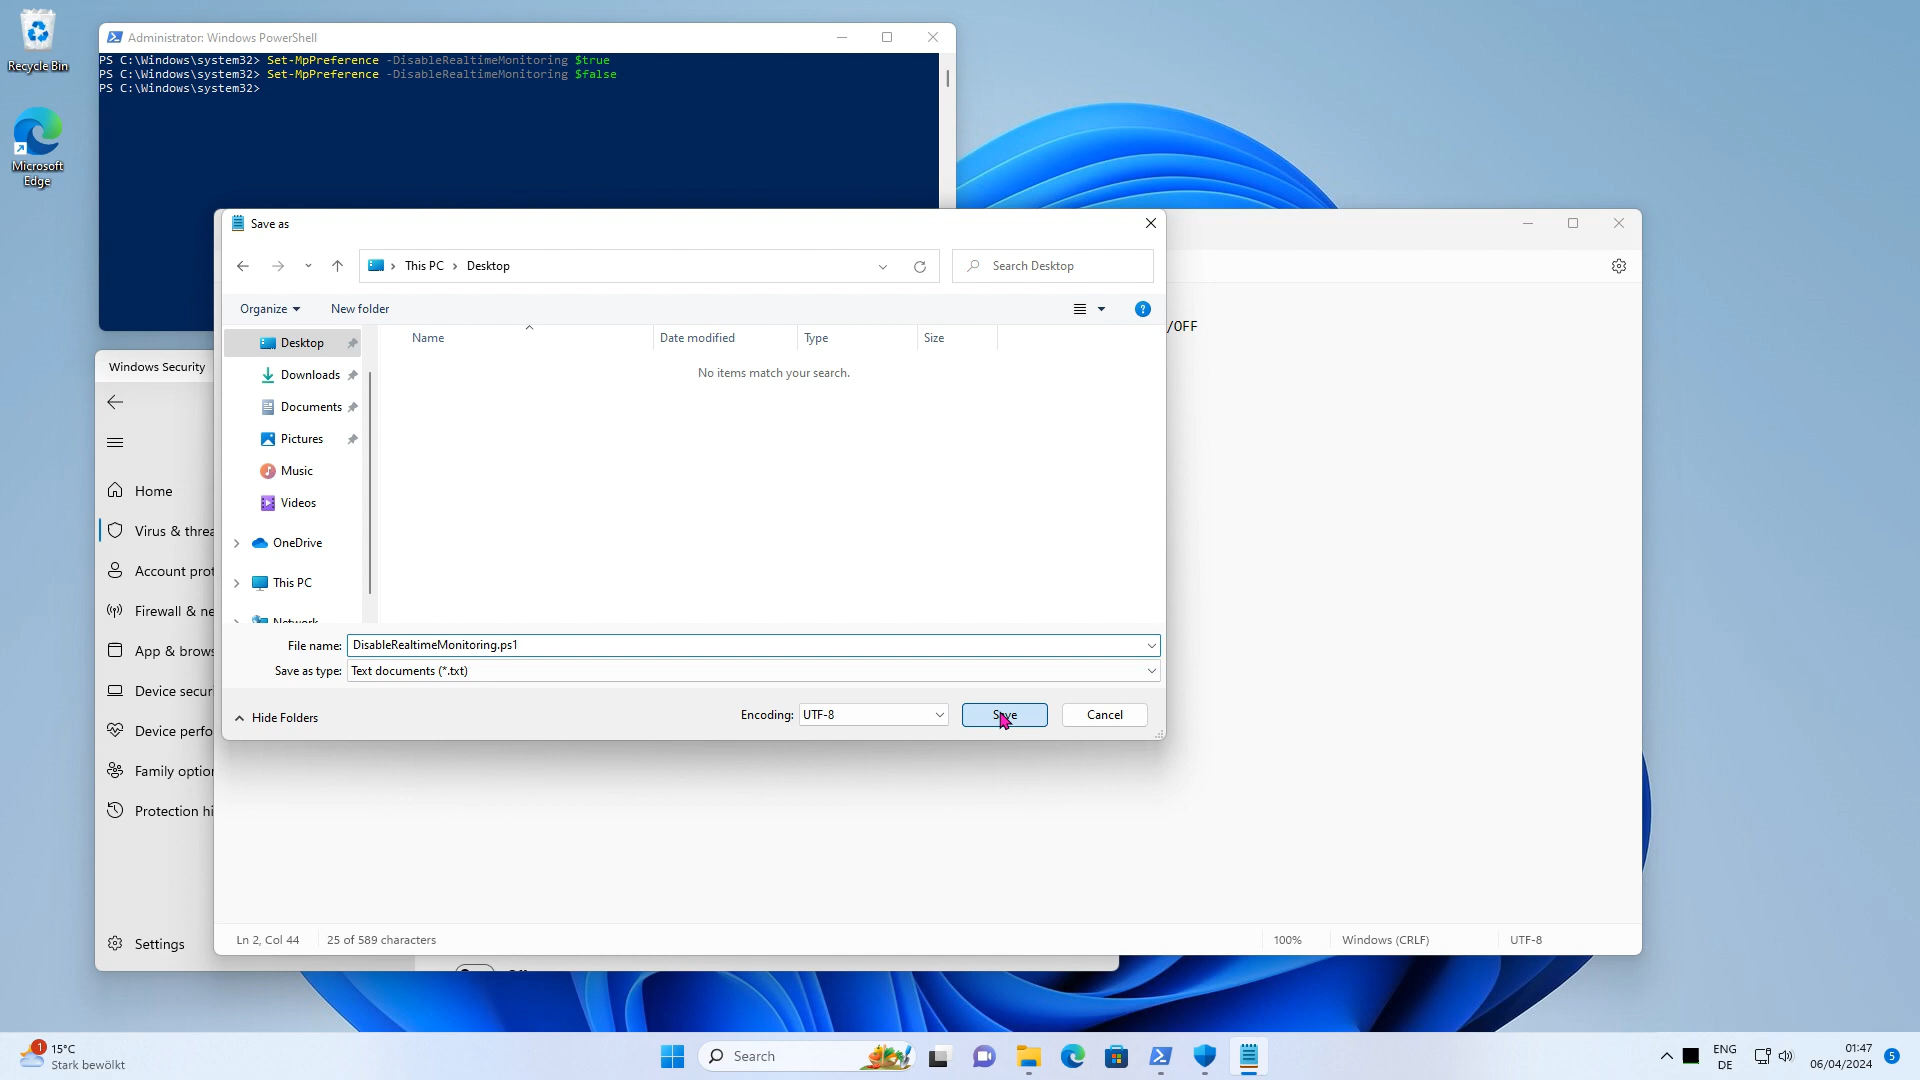 Recycle Bin
Microsoft
Edge
Administrator: Windows PowerShell
PS C:\Windows\system32> Set-MpPreference -DisableRealtimeMonitoring $true
PS C:\Windows\system32> Set-MpPreference -DisableRealtimeMonitoring $false
PS C:\Windows\system32>
Save as
This PC > Desktop
Search Desktop
Organize
New folder
?
/OFF
Name
Date modified
Type
Size
No items match your search.
Desktop
Downloads
Documents
Pictures
Music
Videos
OneDrive
This PC
Network
File name: DisableRealtimeMonitoring.ps1
Save as type: Text documents (*.txt)
Hide Folders
Encoding: UTF-8
Save
Cancel
Windows Security
Home
Virus & threa
Account prot
Firewall & ne
App & brows
Device secur
Device perfo
Family option
Protection hi
Settings
Ln 2, Col 44
25 of 589 characters
100%
Windows (CRLF)
UTF-8
1
15°C
Stark bewölkt
Search
ENG
DE
01:47
06/04/2024
5